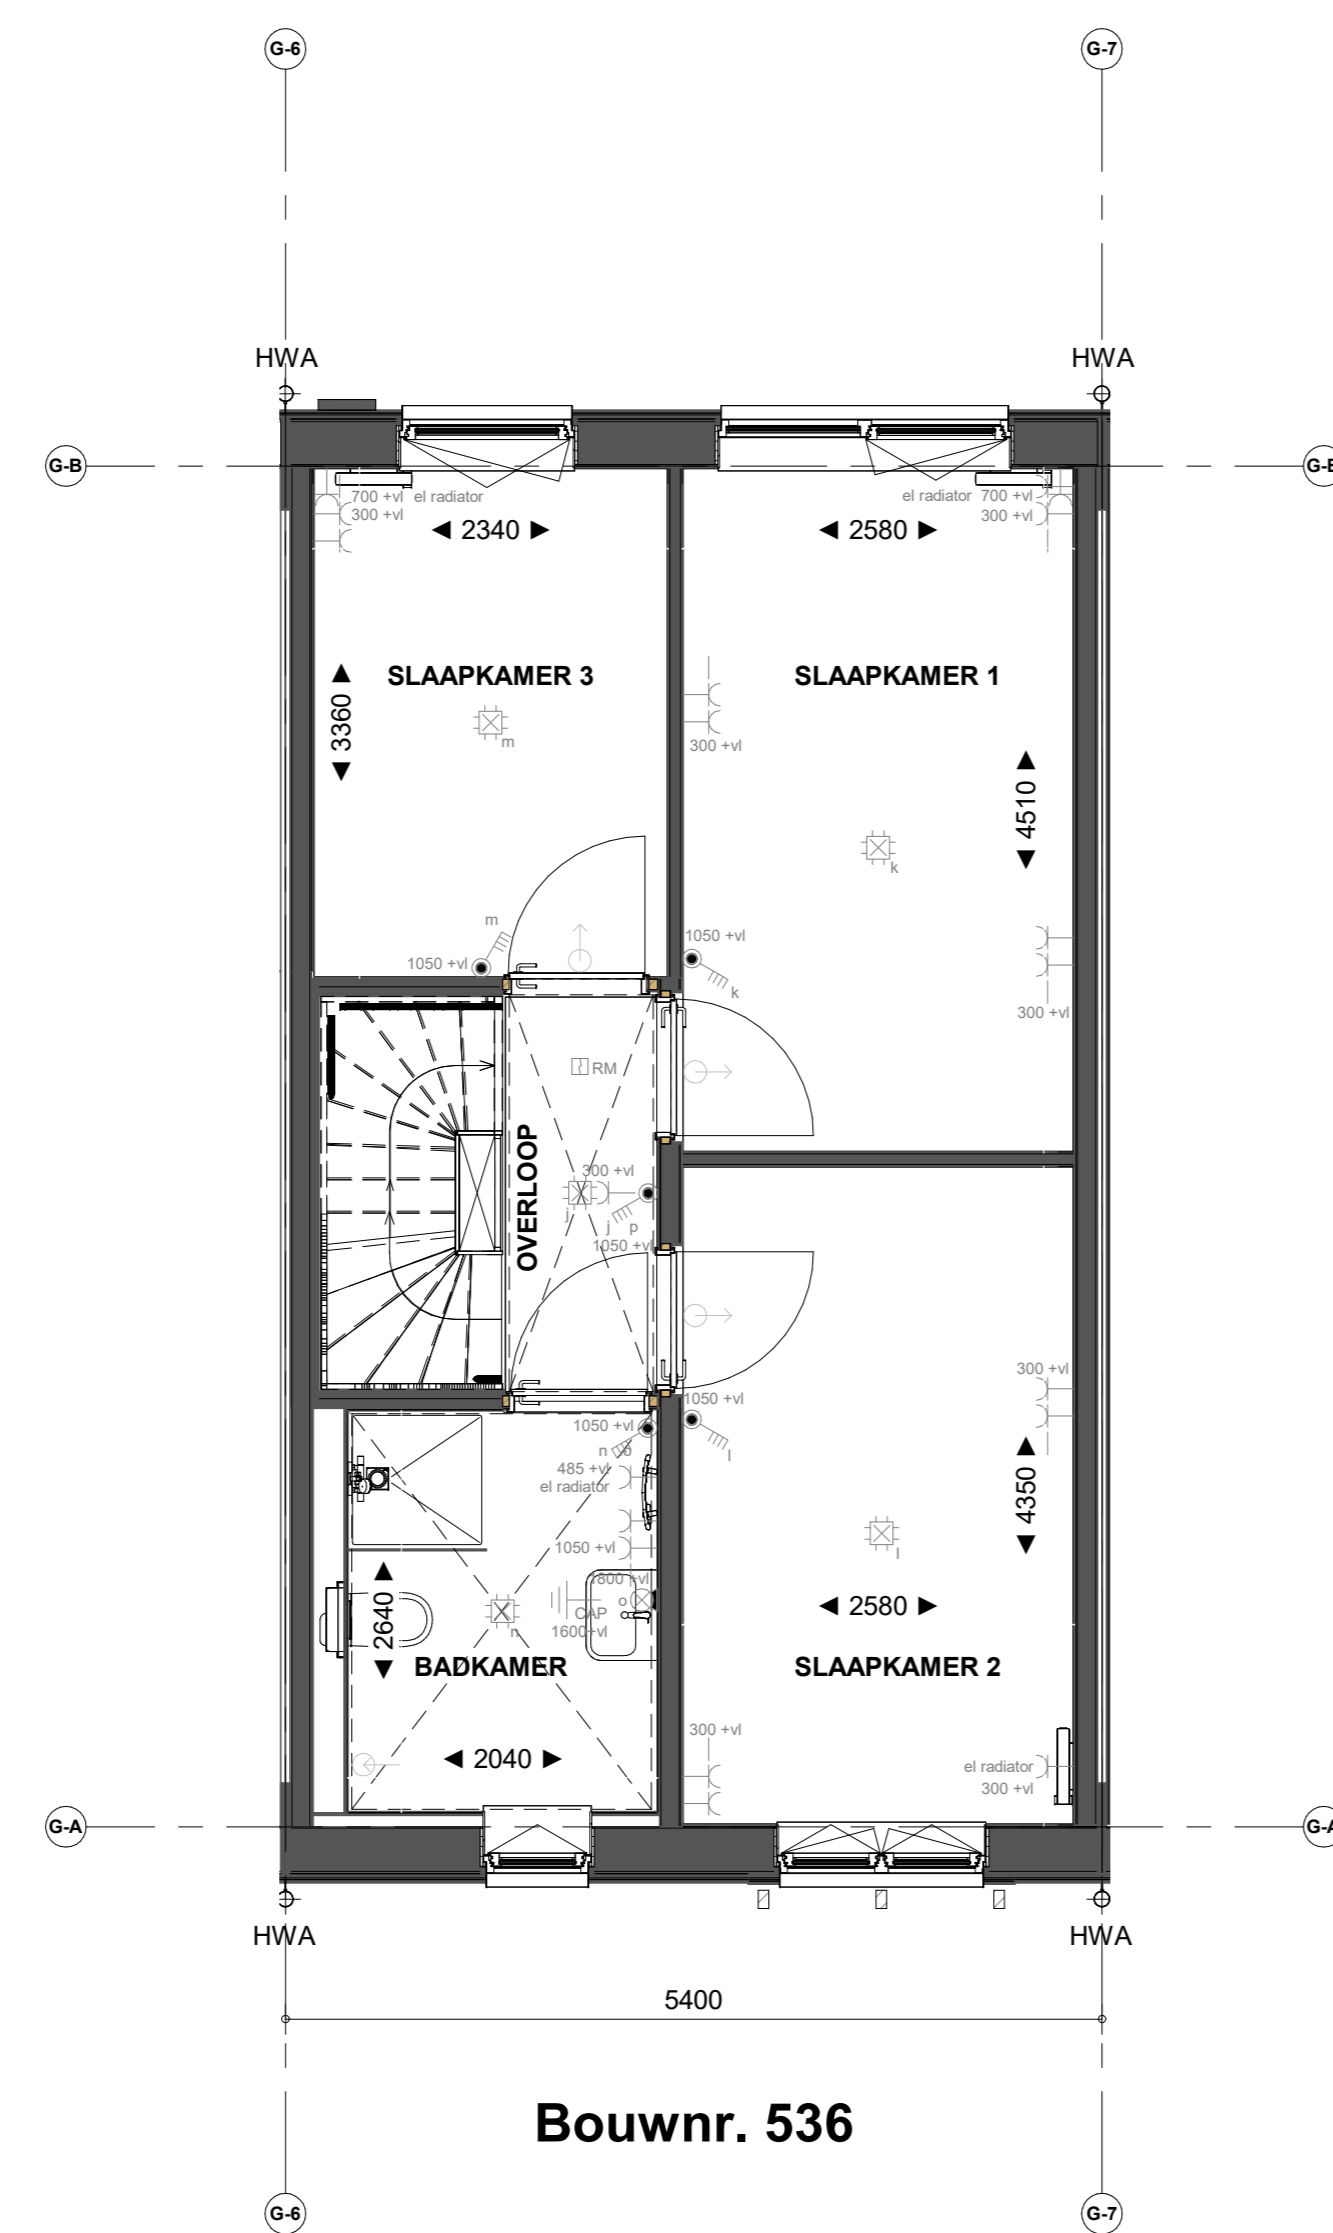 G-6 G-7
HWA HWA
G-B G-B
700 +vl el radiator el radiator 700 +vl
300 +vl 300 +vl
2340 2580
SLAAPKAMER 3 SLAAPKAMER 1
3360
m
300 +vl
4510
k
m
1050 +vl
1050 +vl
k
300 +vl
RM
OVERLOOP
300 +vl
j
j p
1050 +vl
300 +vl
1050 +vl
1050 +vl
n o
l
485 +vl
el radiator
4350
1050 +vl
l
1800 +vl
2640
o
CAP
n
1600+vl
2580
BADKAMER SLAAPKAMER 2
300 +vl
2040
el radiator
300 +vl
G-A G-A
HWA HWA
5400
Bouwnr. 536
G-6 G-7